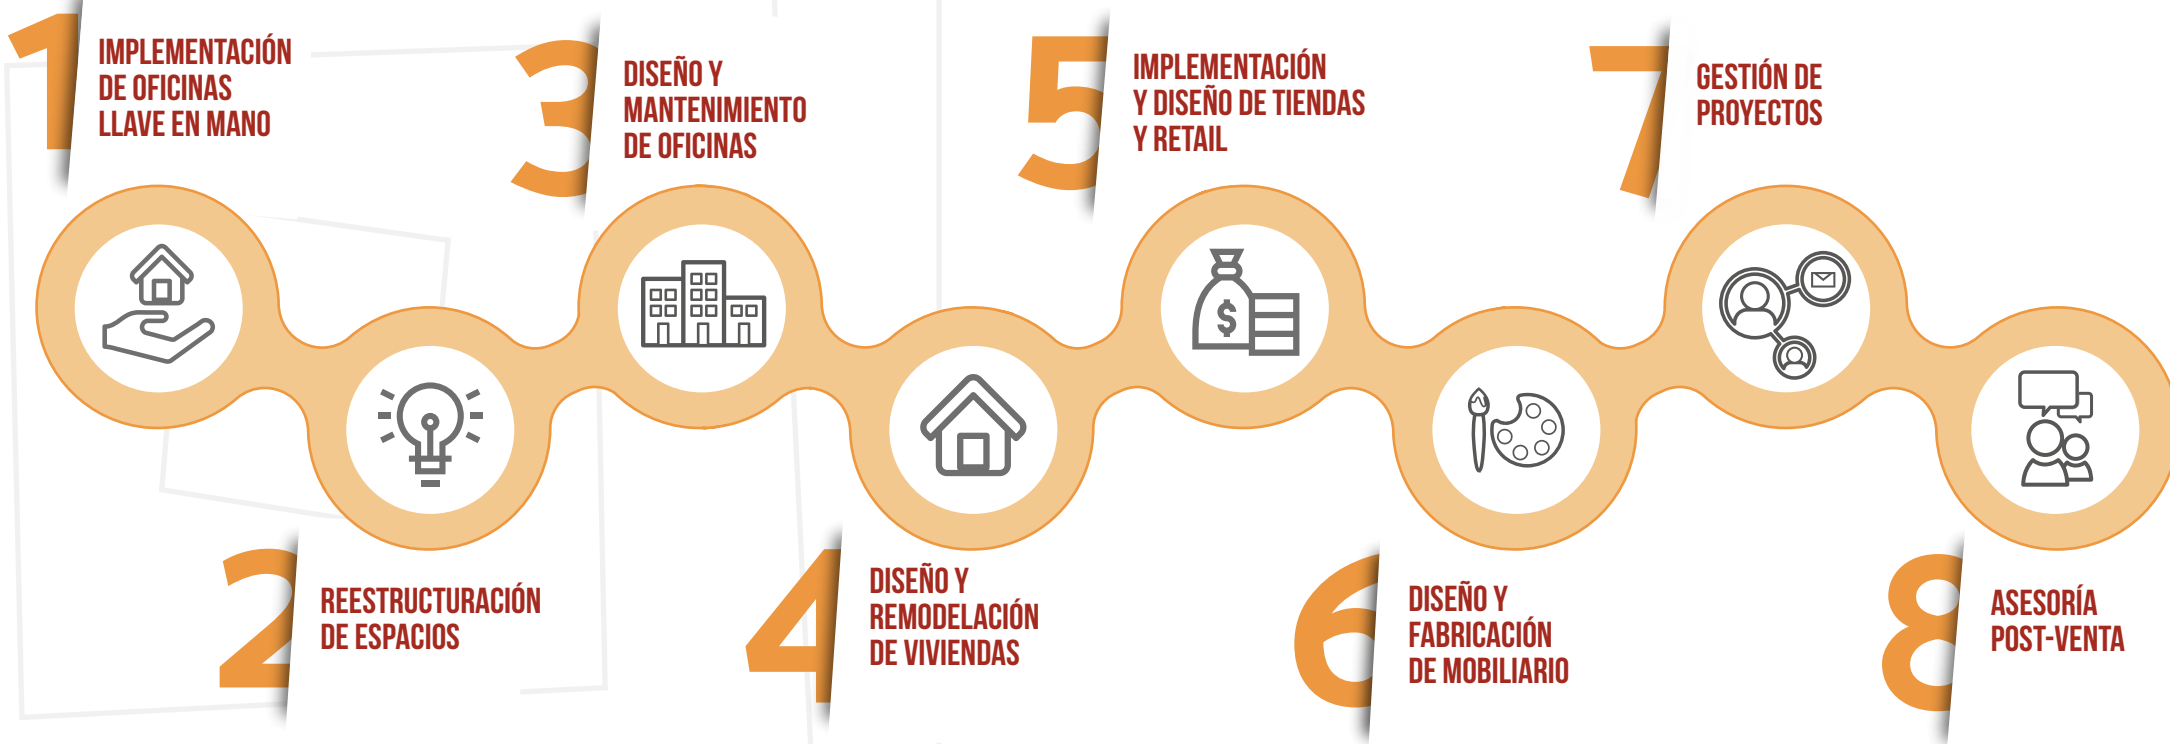 1
IMPLEMENTACIÓN
DE OFICINAS
LLAVE EN MANO
2
REESTRUCTURACIÓN
DE ESPACIOS
3
DISEÑO Y
MANTENIMIENTO
DE OFICINAS
4
DISEÑO Y
REMODELACIÓN
DE VIVIENDAS
5
IMPLEMENTACIÓN
Y DISEÑO DE TIENDAS
Y RETAIL
$
6
DISEÑO Y
FABRICACIÓN
DE MOBILIARIO
7
GESTIÓN DE
PROYECTOS
8
ASESORÍA
POST-VENTA